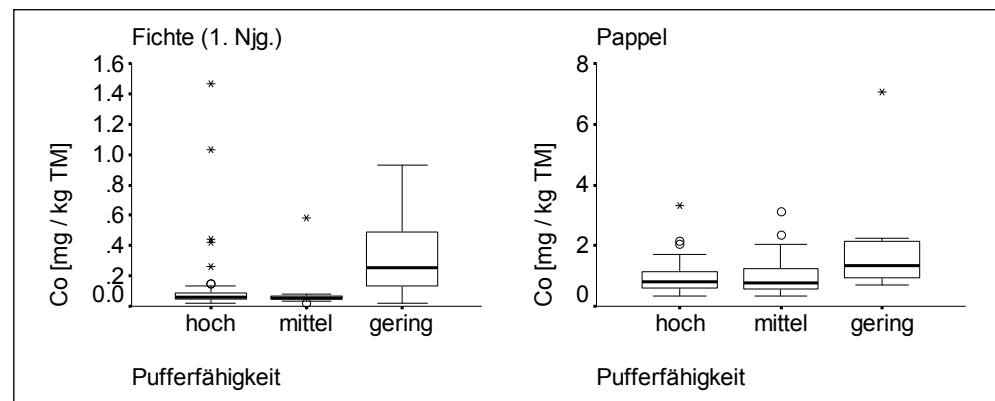 Fichte (1. Njg.)
1.6
1.4
1.2
1.0
.8
.6
.4
.2
0.0
Co [mg / kg TM]
hoch mittel gering
Pufferfähigkeit
Pappel
8
6
4
2
0
Co [mg / kg TM]
hoch mittel gering
Pufferfähigkeit